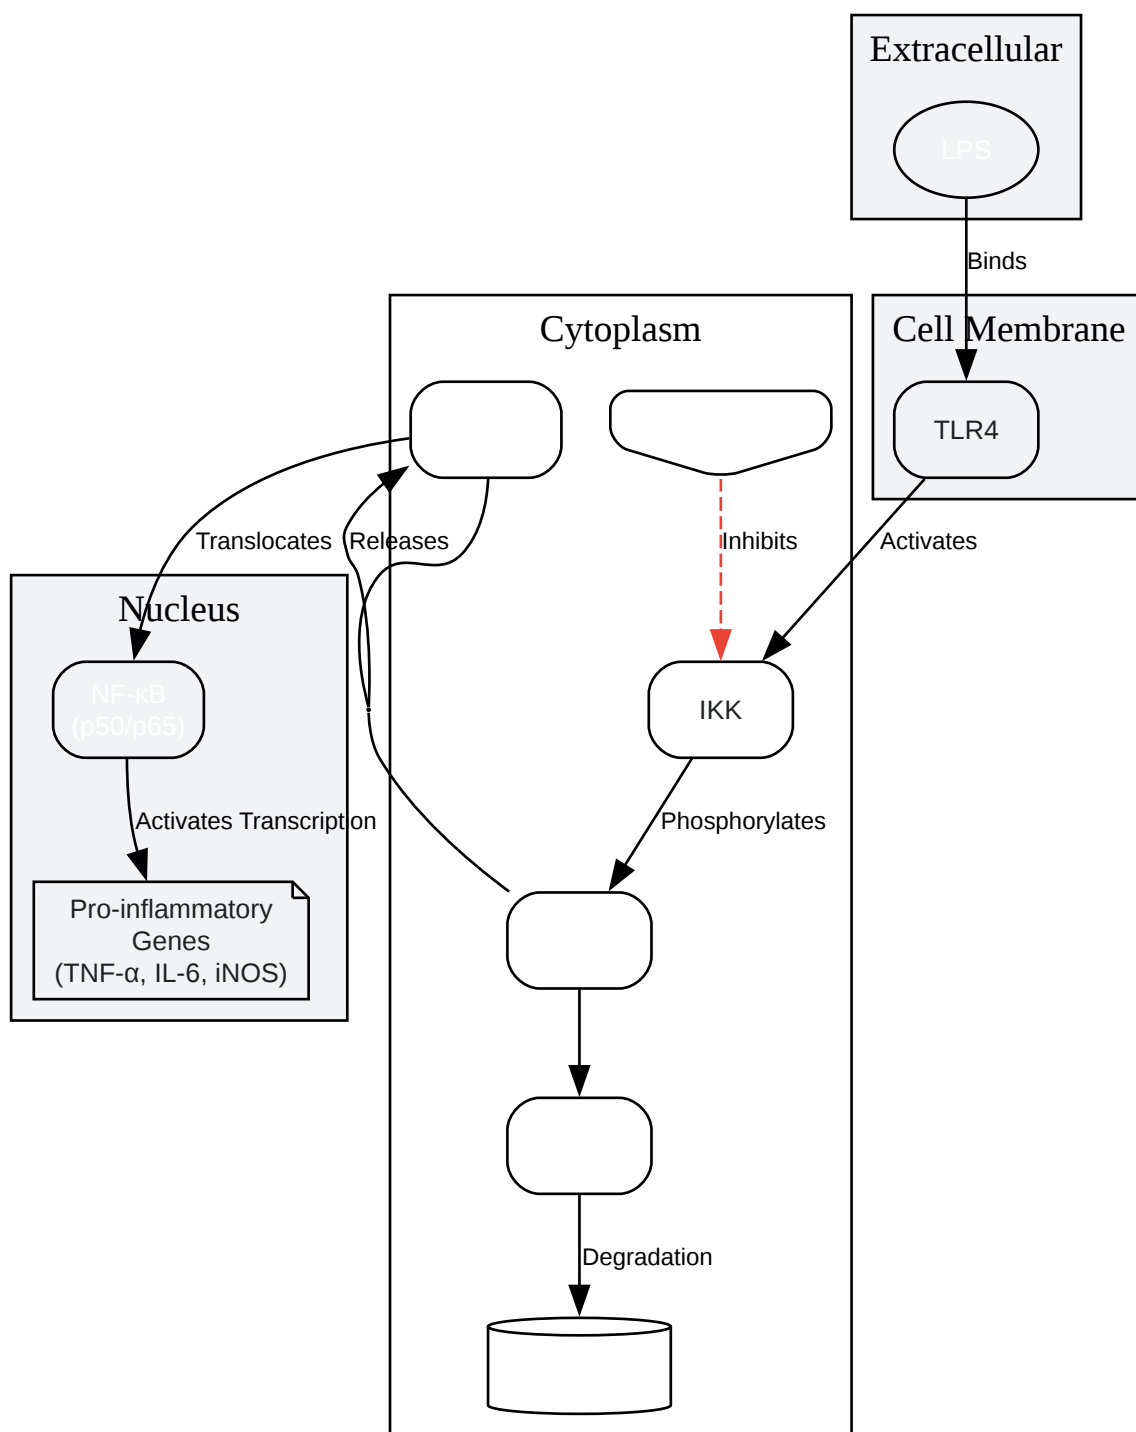 Extracellular
LPS
Binds
Cytoplasm
Cell Membrane
TLR4
Translocates
Releases
Inhibits
Activates
Nucleus
NF-κB
(p50/p65)
IKK
Activates Transcription
Phosphorylates
Pro-inflammatory
Genes
(TNF-α, IL-6, iNOS)
Degradation